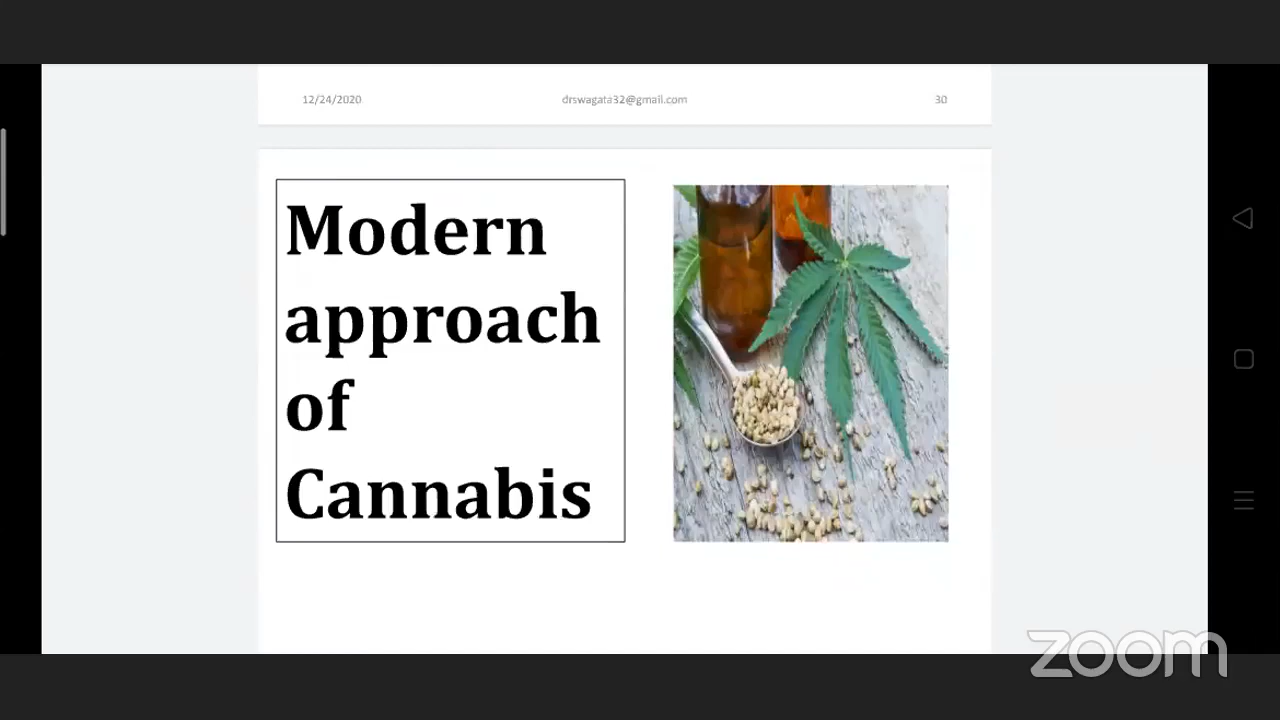 12/24/2020 drswagata32@gmail.com 30
Modern
approach
of
Cannabis
zoom